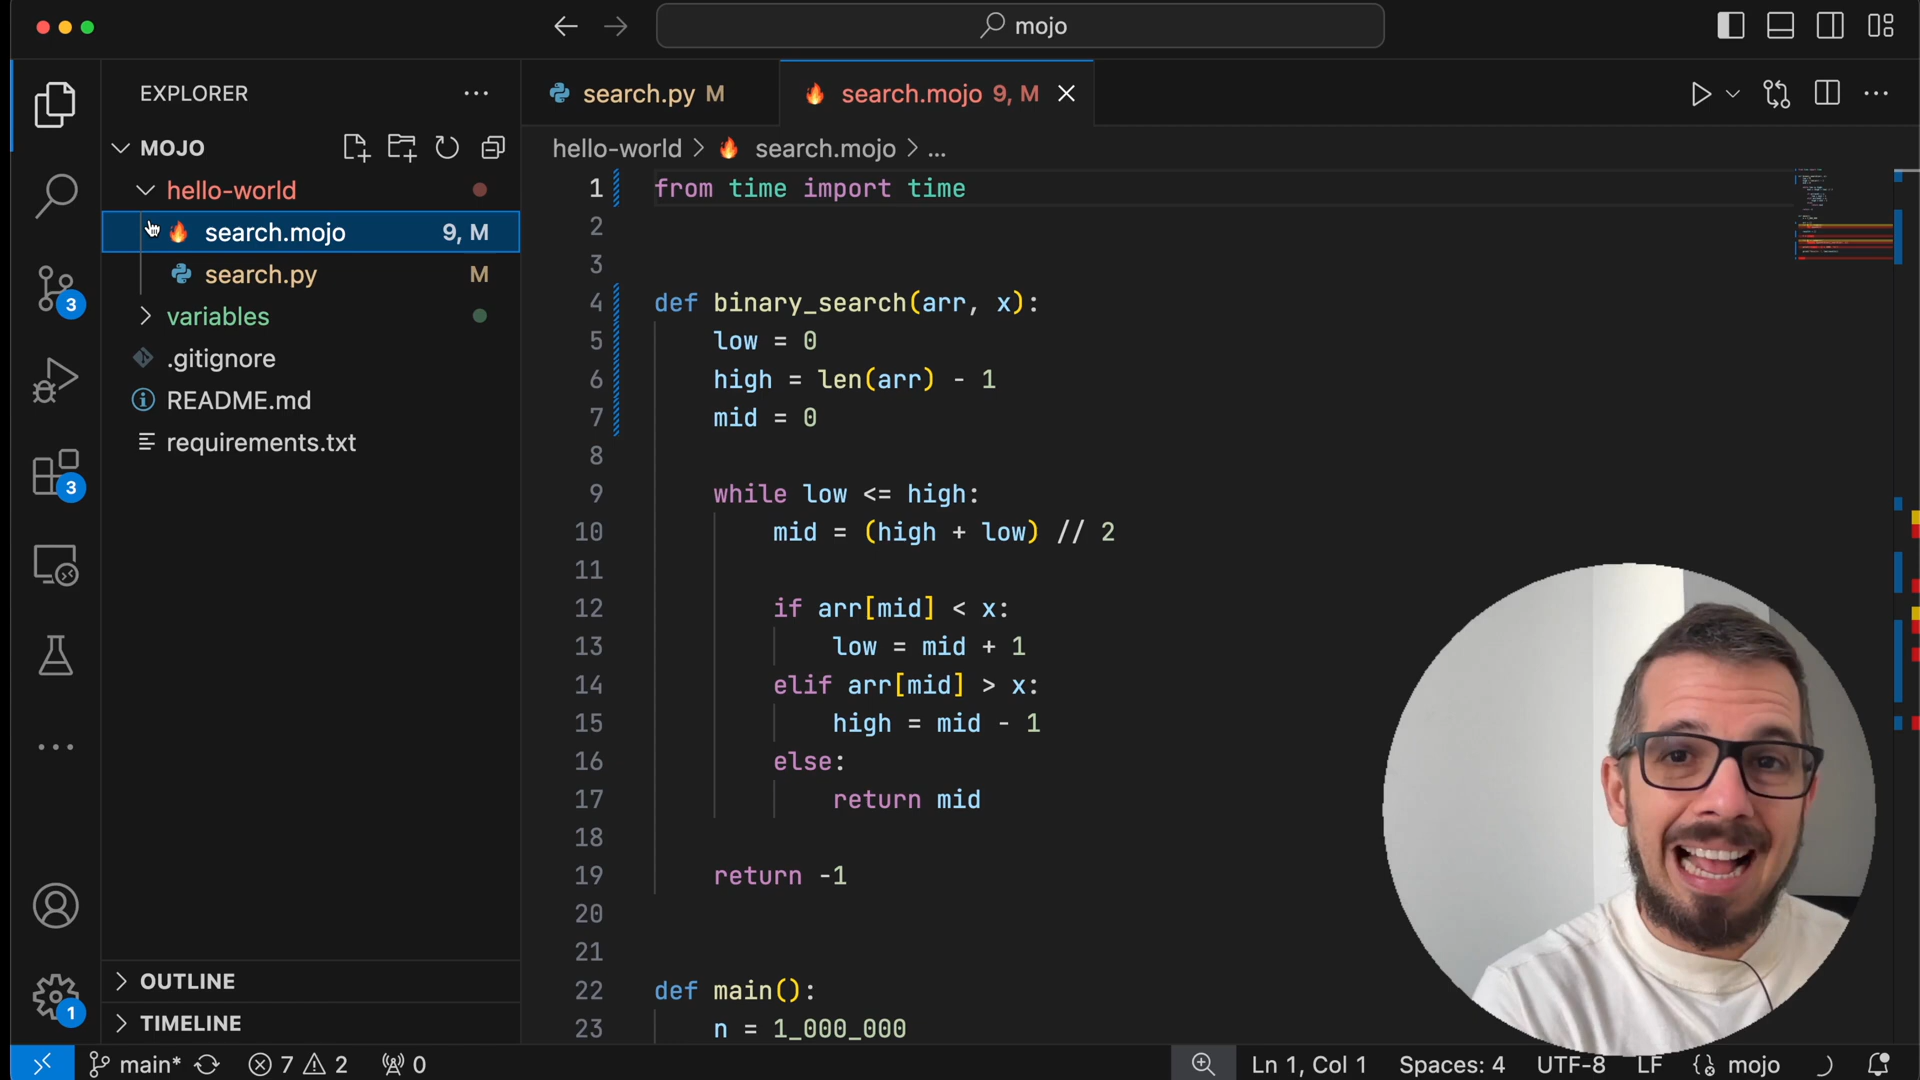 mojo
EXPLORER
MOJO
hello-world
search.mojo 9, M
search.py M
variables
.gitignore
README.md
requirements.txt
OUTLINE
TIMELINE
3
3
1
search.py M
search.mojo 9, M
hello-world > search.mojo > ...
1 from time import time
2
3
4 def binary_search(arr, x):
5 low = 0
6 high = len(arr) - 1
7 mid = 0
8
9 while low <= high:
10 mid = (high + low) // 2
11
12 if arr[mid] < x:
13 low = mid + 1
14 elif arr[mid] > x:
15 high = mid - 1
16 else:
17 return mid
18
19 return -1
20
21
22 def main():
23 n = 1_000_000
main* 7 2 0
Ln 1, Col 1 Spaces: 4 UTF-8 LF mojo